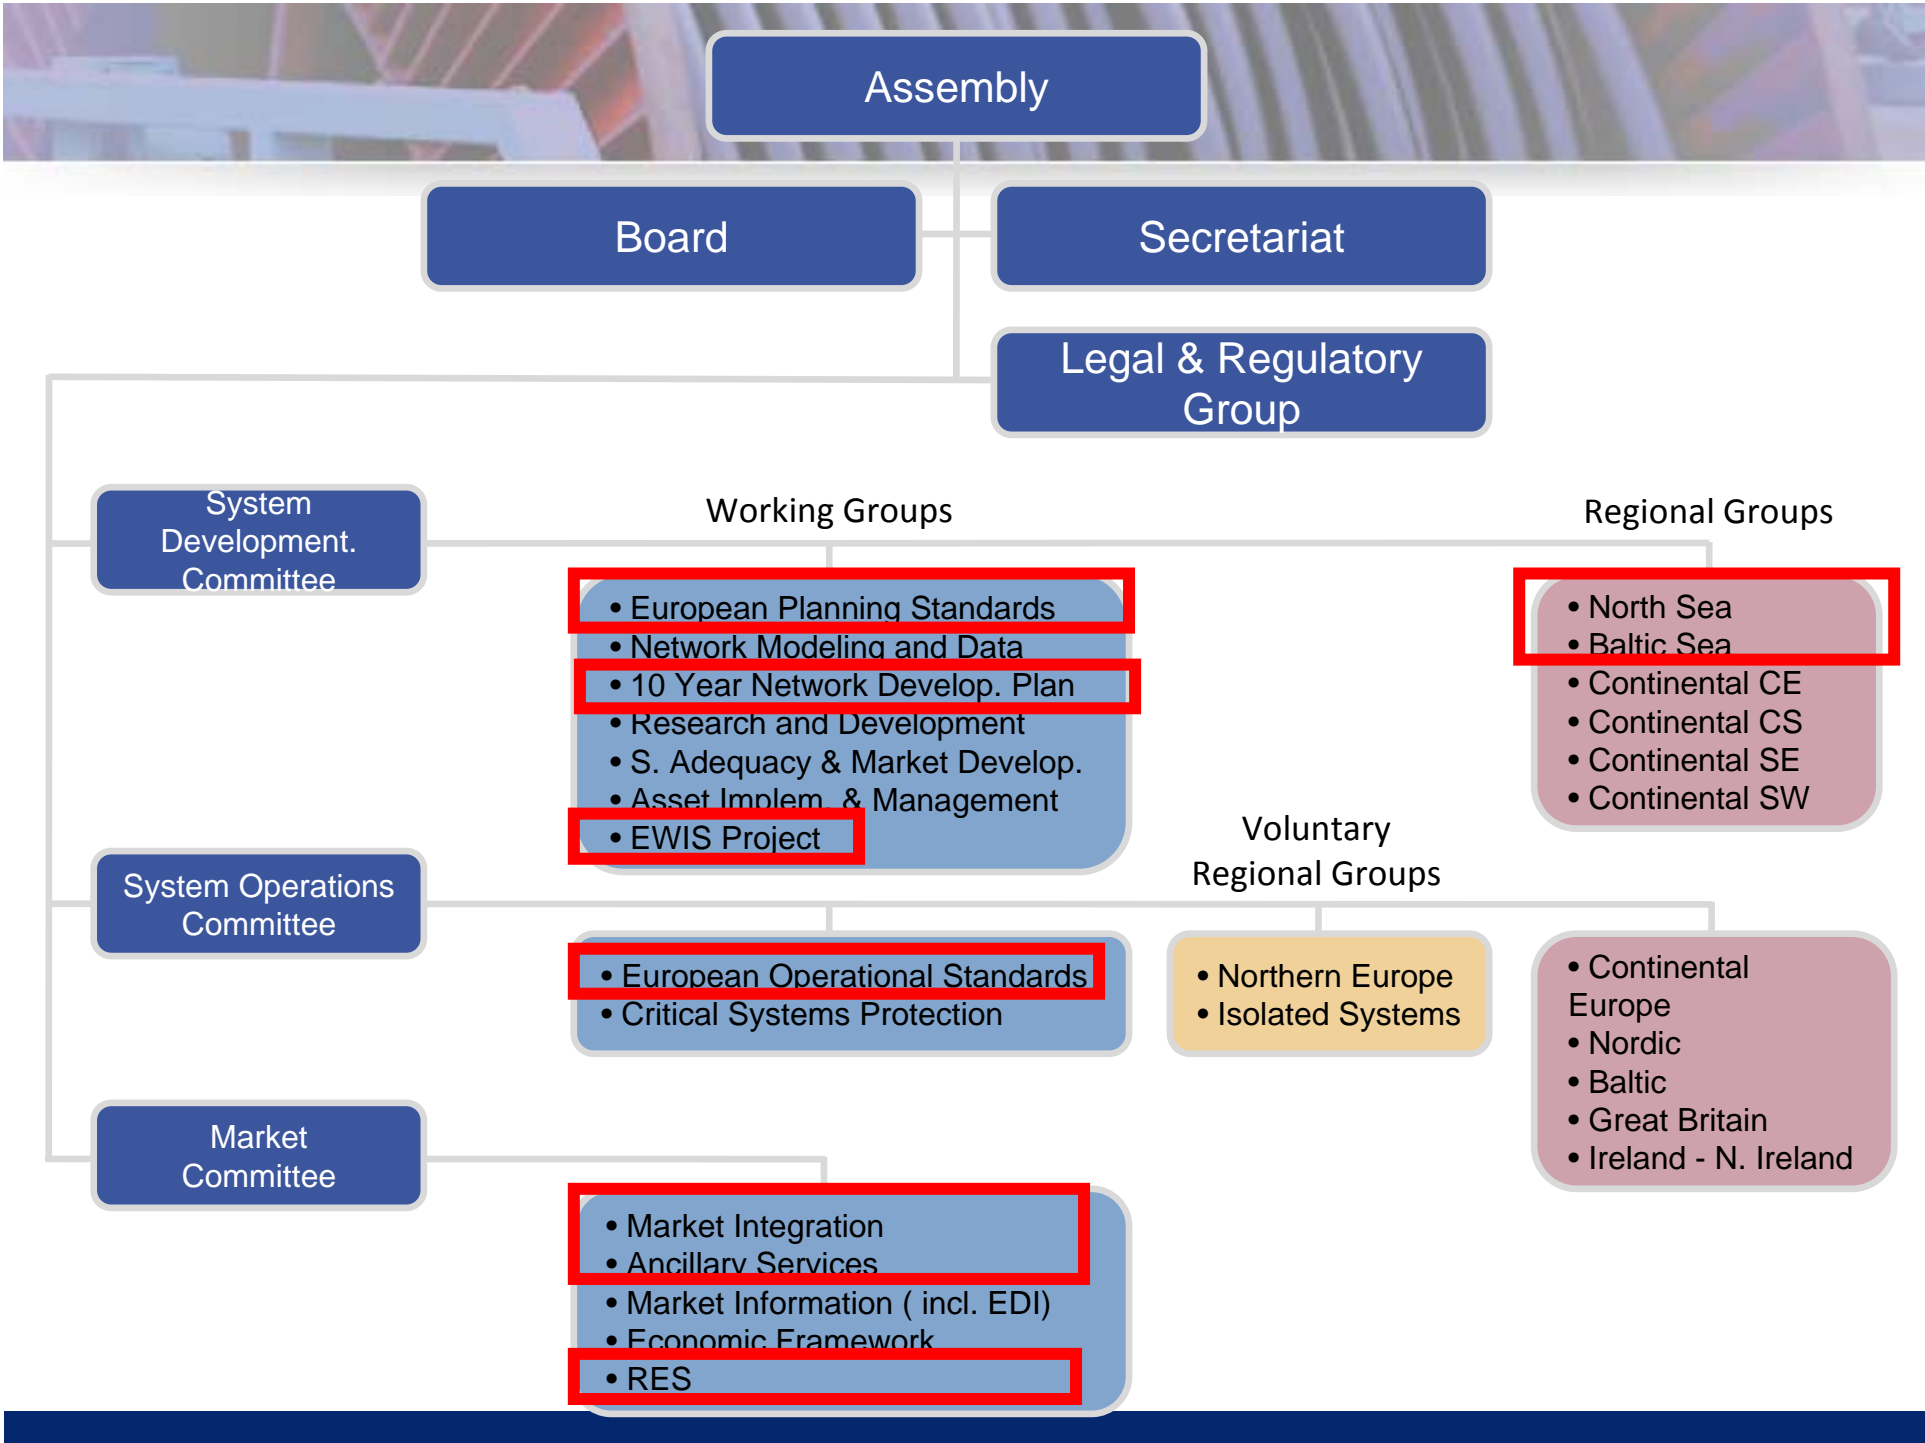 Assembly
Board
Secretariat
Legal & Regulatory
Group
System
Development.
Committee
Working Groups
Regional Groups
• European Planning Standards
• Network Modeling and Data
• 10 Year Network Develop. Plan
• Research and Development
• S. Adequacy & Market Develop.
• Asset Implem. & Management
• EWIS Project
• North Sea
• Baltic Sea
• Continental CE
• Continental CS
• Continental SE
• Continental SW
System Operations
Committee
Voluntary
Regional Groups
• European Operational Standards
• Critical Systems Protection
• Northern Europe
• Isolated Systems
• Continental
Europe
• Nordic
• Baltic
• Great Britain
• Ireland - N. Ireland
Market
Committee
• Market Integration
• Ancillary Services
• Market Information ( incl. EDI)
• Economic Framework
• RES